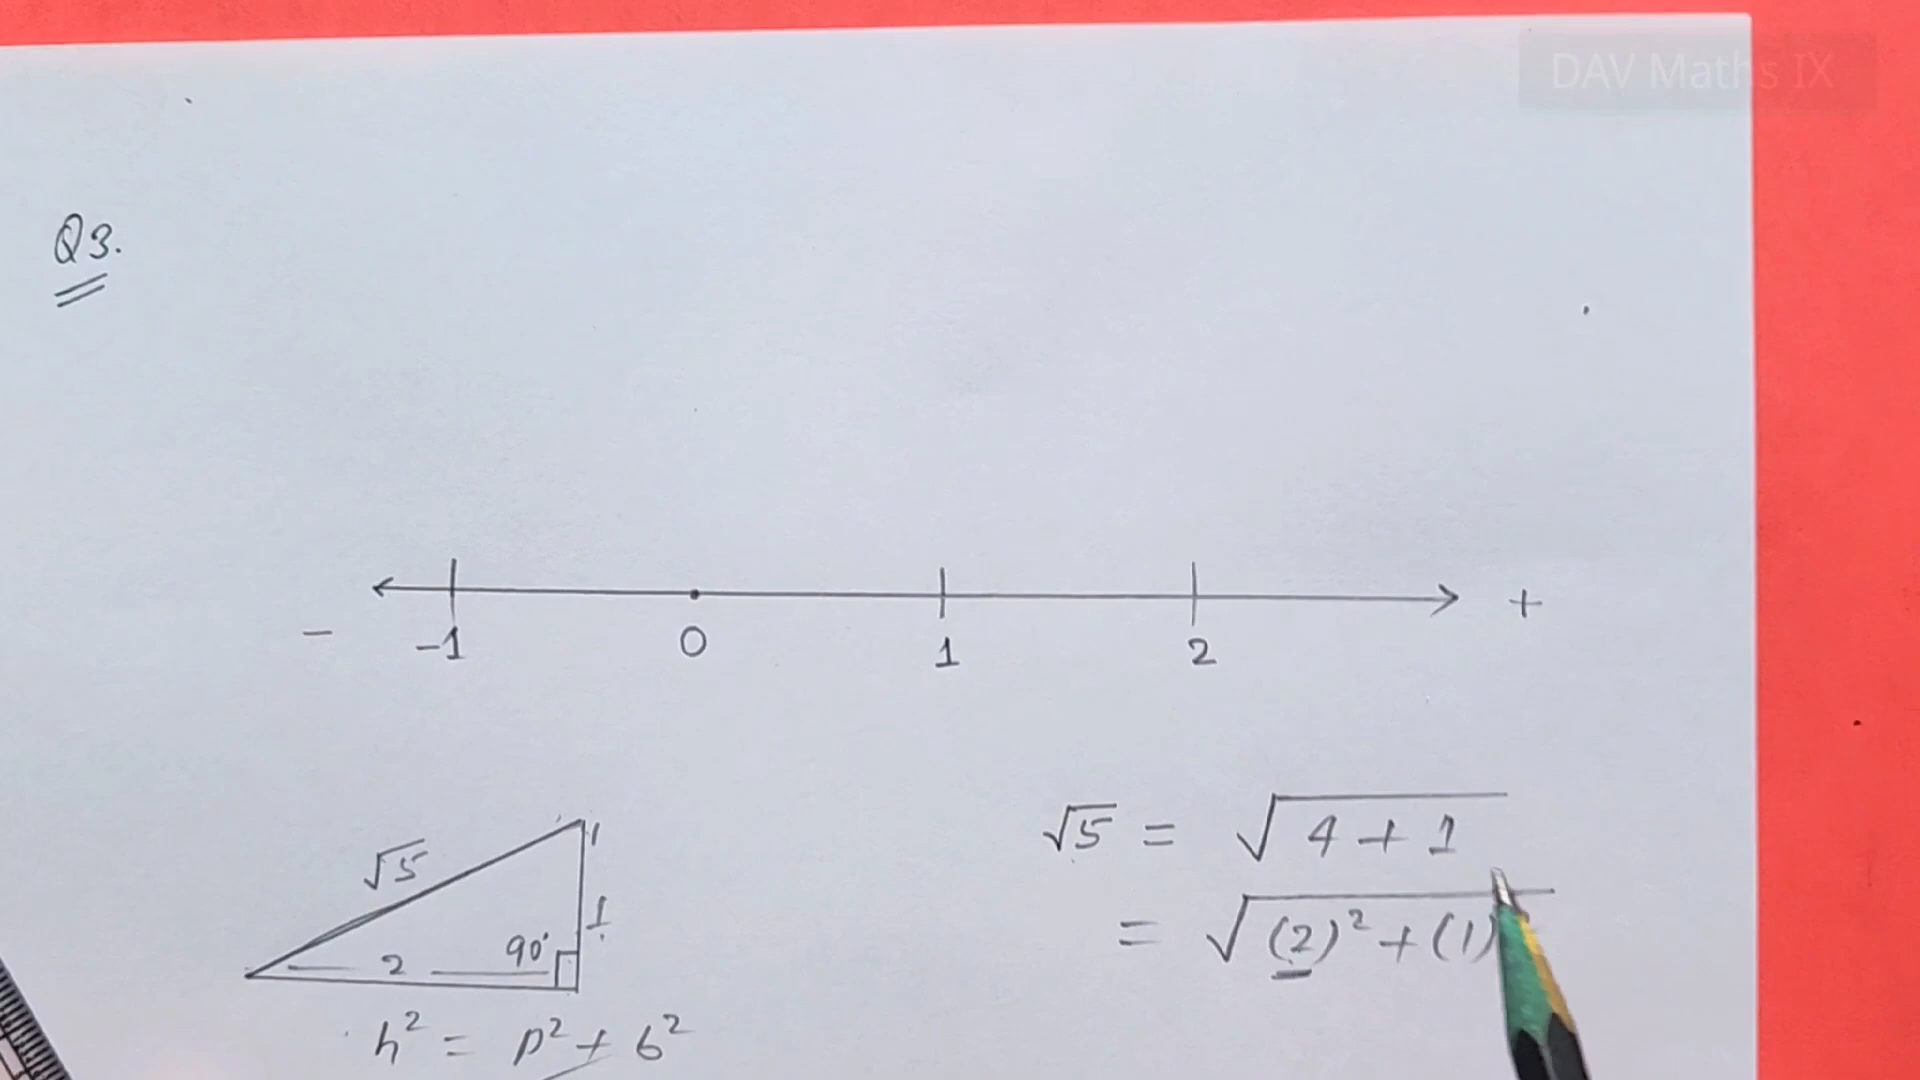 DAV Maths IX
Q3.
- -1 0 1 2 +
√5 = √4+1
= √(2)²+(1)
√5
1
2 90°
h² = p² + b²